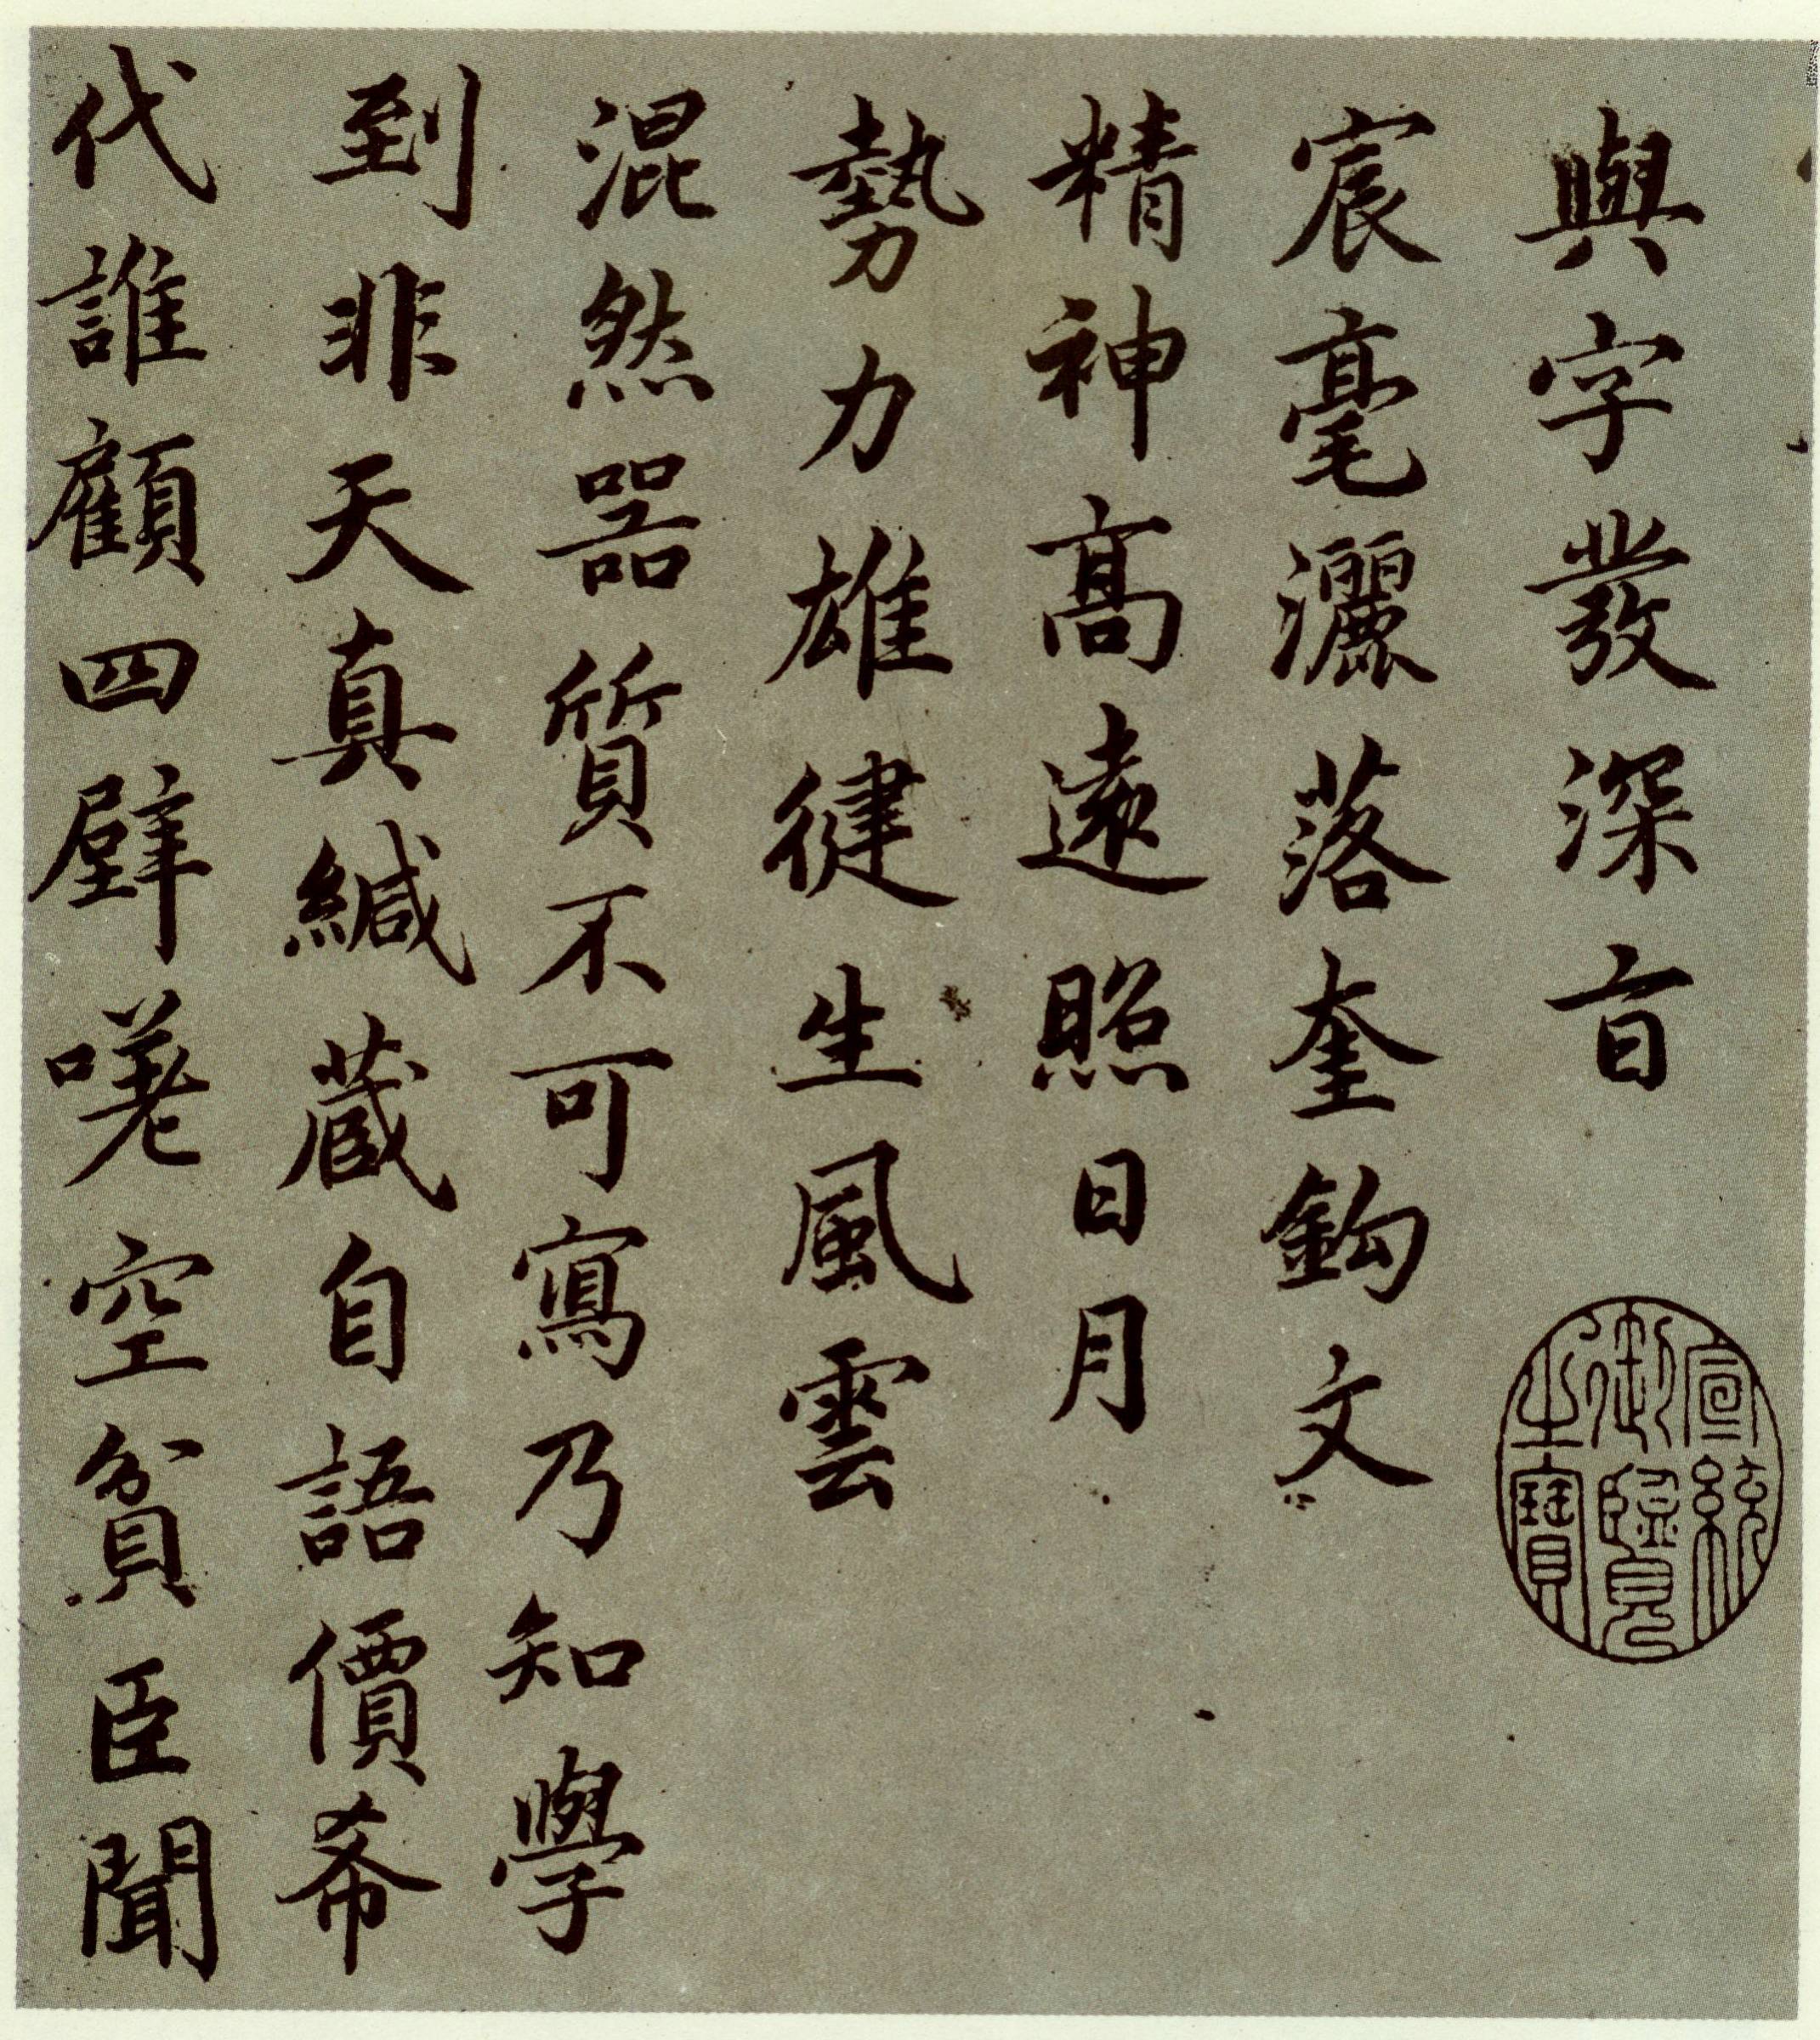 與字發深旨
宸毫灑落奎鈎文
精神高遠照日月
勢力雄健生風雲
混然器質不可寫乃知學
到非天真緘藏自語價希
代誰顧四壁嗟空貧臣聞
宣統
御覽
之寶